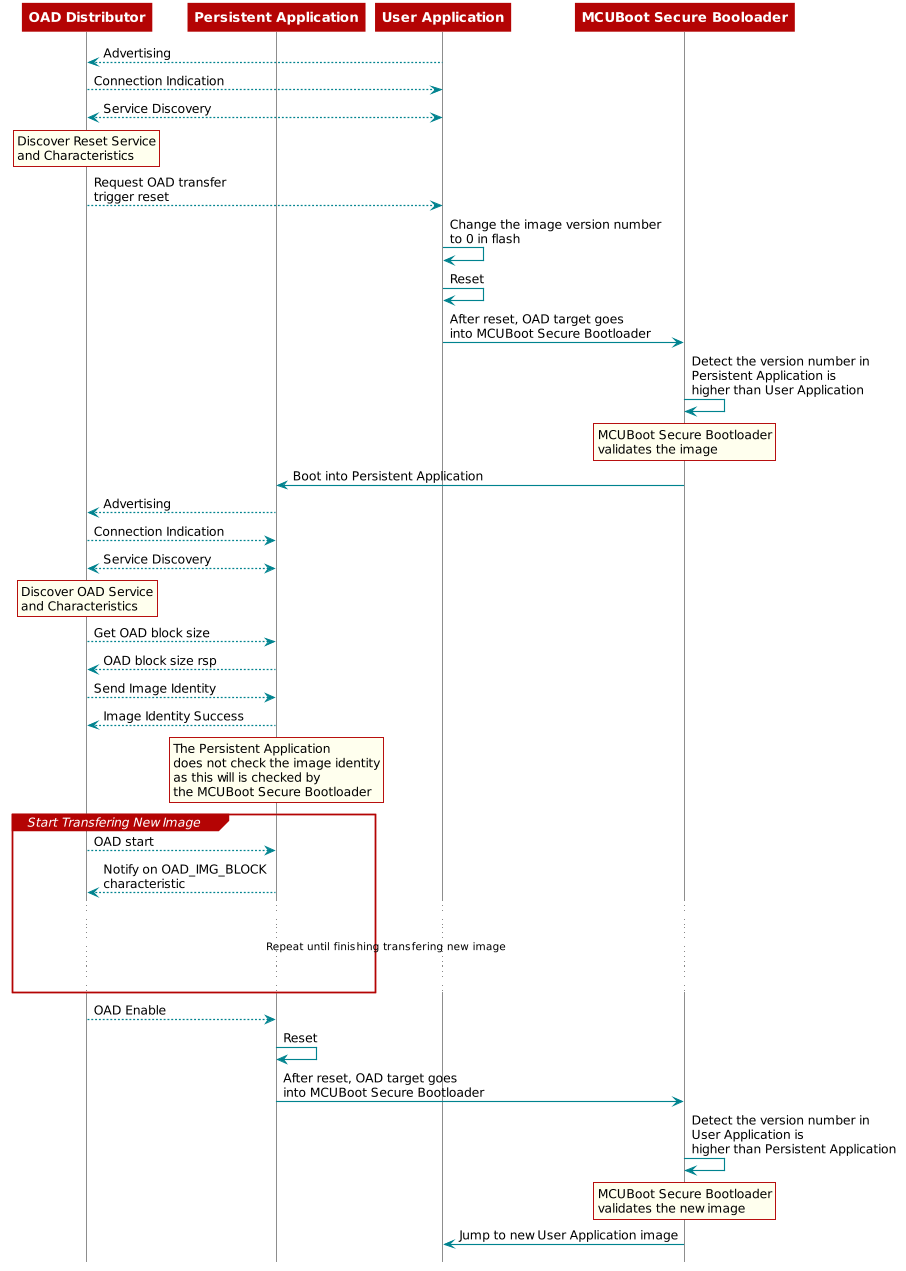 OAD Distributor
Persistent Application
User Application
MCUBoot Secure Booloader
Advertising
Connection Indication
Service Discovery
Discover Reset Service
and Characteristics
Request OAD transfer
trigger reset
Change the image version number
to 0 in flash
Reset
After reset, OAD target goes
into MCUBoot Secure Bootloader
Detect the version number in
Persistent Application is
higher than User Application
MCUBoot Secure Bootloader
validates the image
Boot into Persistent Application
Advertising
Connection Indication
Service Discovery
Discover OAD Service
and Characteristics
Get OAD block size
OAD block size rsp
Send Image Identity
Image Identity Success
The Persistent Application
does not check the image identity
as this will is checked by
the MCUBoot Secure Bootloader
Start Transfering New Image
OAD start
Notify on OAD_IMG_BLOCK
characteristic
Repeat until finishing transfering new image
OAD Enable
Reset
After reset, OAD target goes
into MCUBoot Secure Bootloader
Detect the version number in
User Application is
higher than Persistent Application
MCUBoot Secure Bootloader
validates the new image
Jump to new User Application image